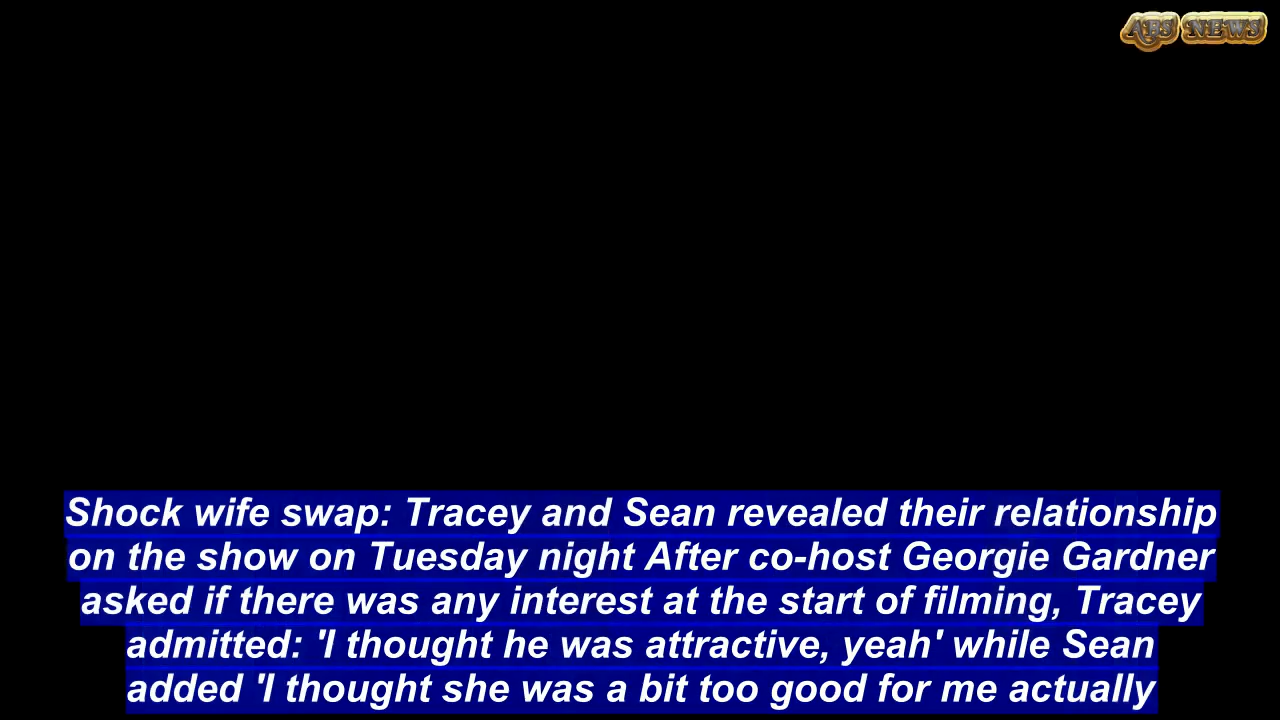 ABS NEWS
Shock wife swap: Tracey and Sean revealed their relationship
on the show on Tuesday night After co-host Georgie Gardner
asked if there was any interest at the start of filming, Tracey
admitted: 'I thought he was attractive, yeah' while Sean
added 'I thought she was a bit too good for me actually